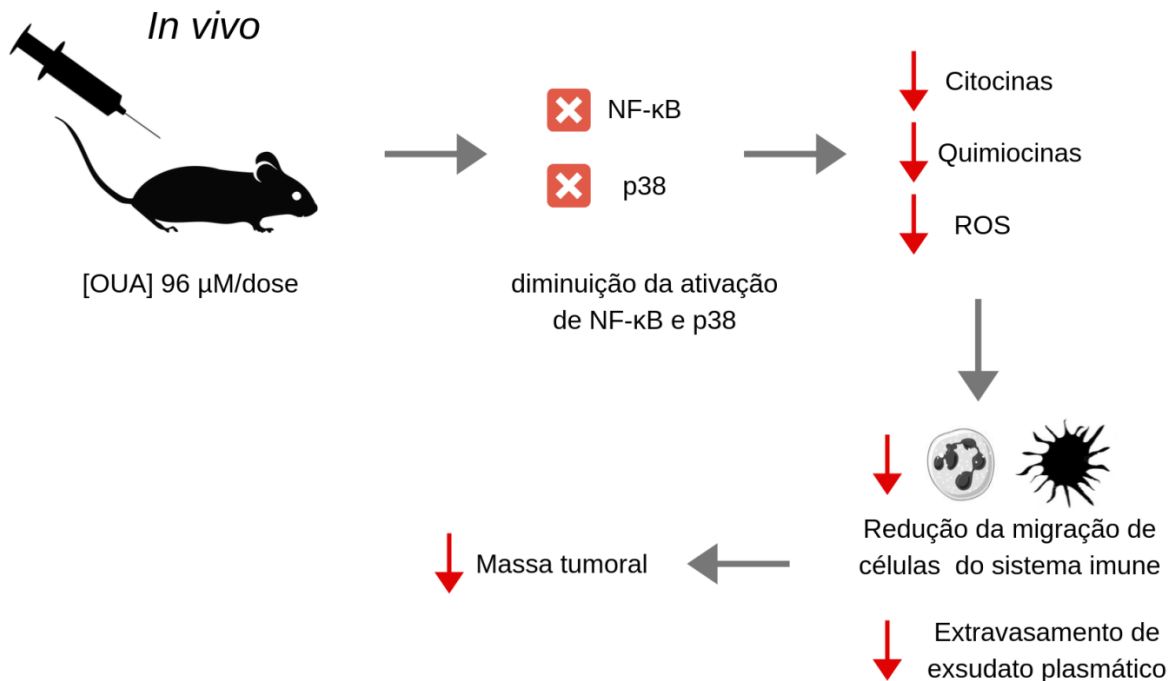 In vivo
[OUA] 96 µM/dose
NF-κB
p38
diminuição da ativação
de NF-κB e p38
Citocinas
Quimiocinas
ROS
Redução da migração de
células do sistema imune
Extravasamento de
exsudato plasmático
Massa tumoral